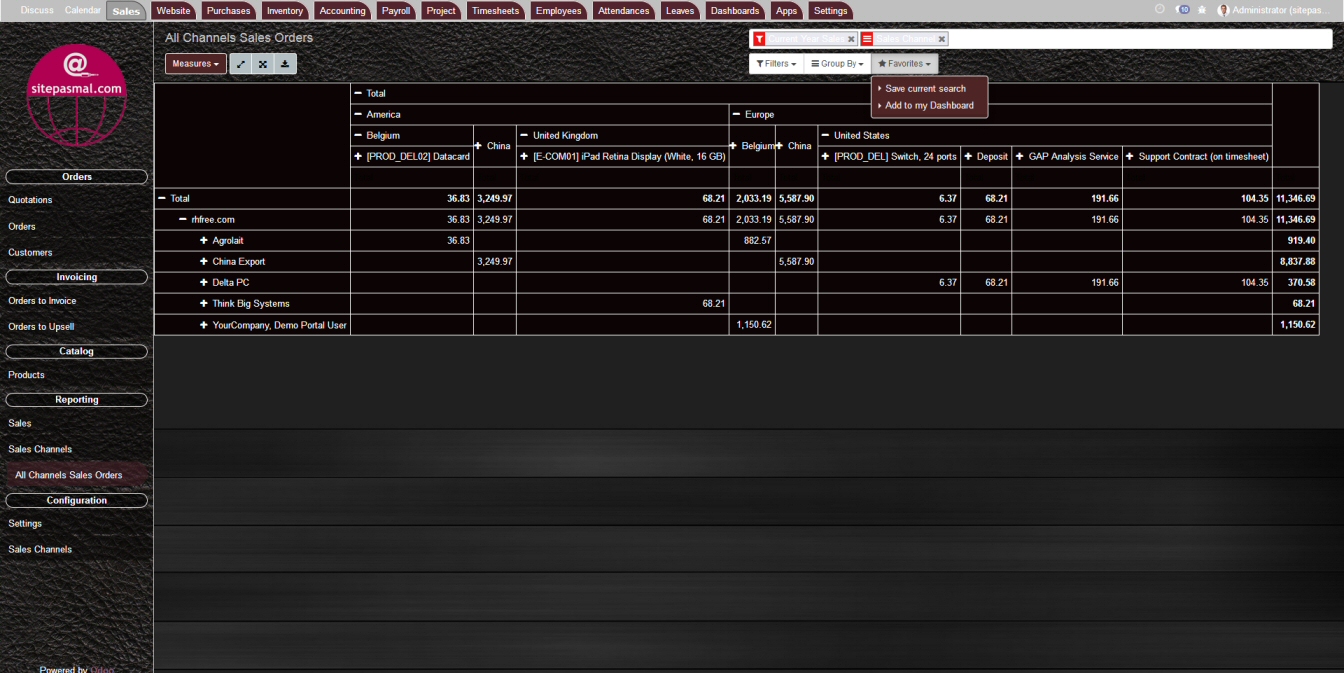 Discuss Calendar Sales Website Purchases Inventory Accounting Payroll Project Timesheets Employees Attendances Leaves Dashboards Apps Settings 10 Administrator (sitepas...
@
sitepasmal.com
Orders
Quotations
Orders
Customers
Invoicing
Orders to Invoice
Orders to Upsell
Catalog
Products
Reporting
Sales
Sales Channels
All Channels Sales Orders
Configuration
Settings
Sales Channels
Powered by Odoo
All Channels Sales Orders
Current Year Sales Channel
Measures
Filters Group By Favorites
Save current search
Add to my Dashboard
Total
America Europe
Belgium China United Kingdom Belgium China United States
[PROD_DEL02] Datacard [E-COM01] iPad Retina Display (White, 16 GB) [PROD_DEL] Switch, 24 ports Deposit GAP Analysis Service Support Contract (on timesheet)
Total 36.83 3,249.97 68.21 2,033.19 5,587.90 6.37 68.21 191.66 104.35 11,346.69
rhfree.com 36.83 3,249.97 68.21 2,033.19 5,587.90 6.37 68.21 191.66 104.35 11,346.69
Agrolait 36.83 882.57 919.40
China Export 3,249.97 5,587.90 8,837.88
Delta PC 6.37 68.21 191.66 104.35 370.58
Think Big Systems 68.21 68.21
YourCompany, Demo Portal User 1,150.62 1,150.62